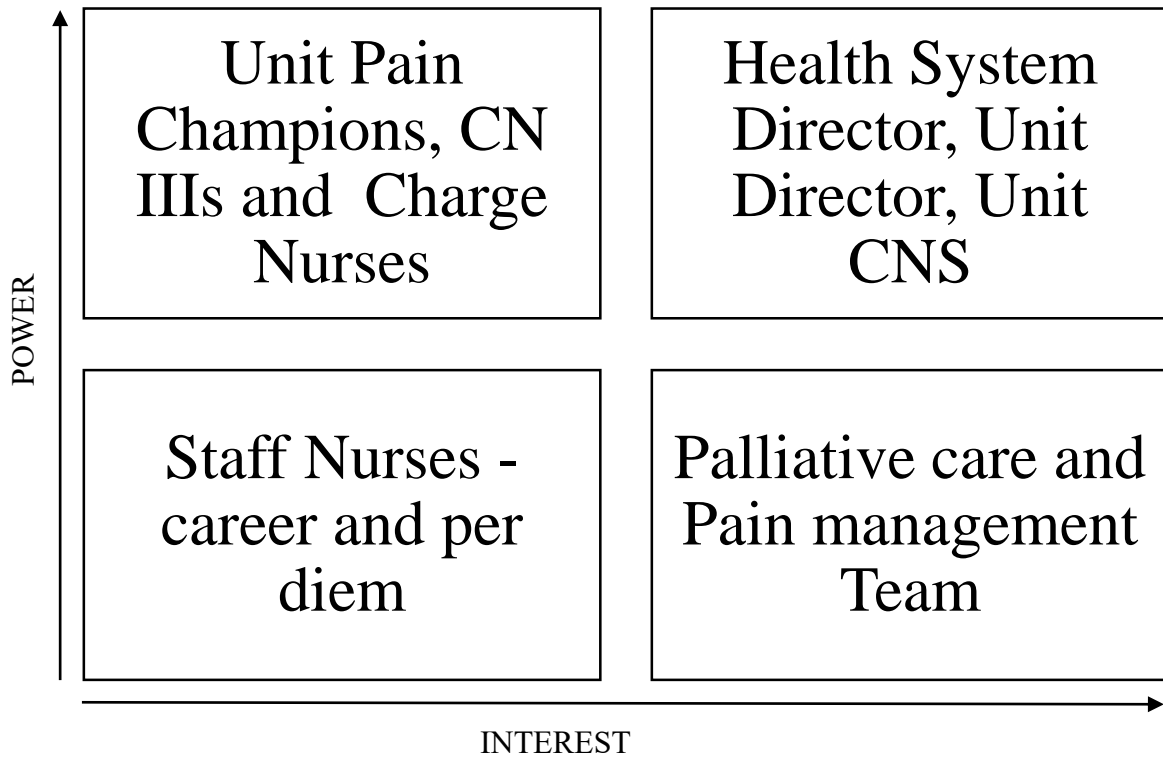 Unit Pain
Champions, CN
IIIs and  Charge
Nurses
Health System
Director, Unit
Director, Unit
CNS
POWER
Staff Nurses -
career and per
diem
Palliative care and
Pain management
Team
INTEREST